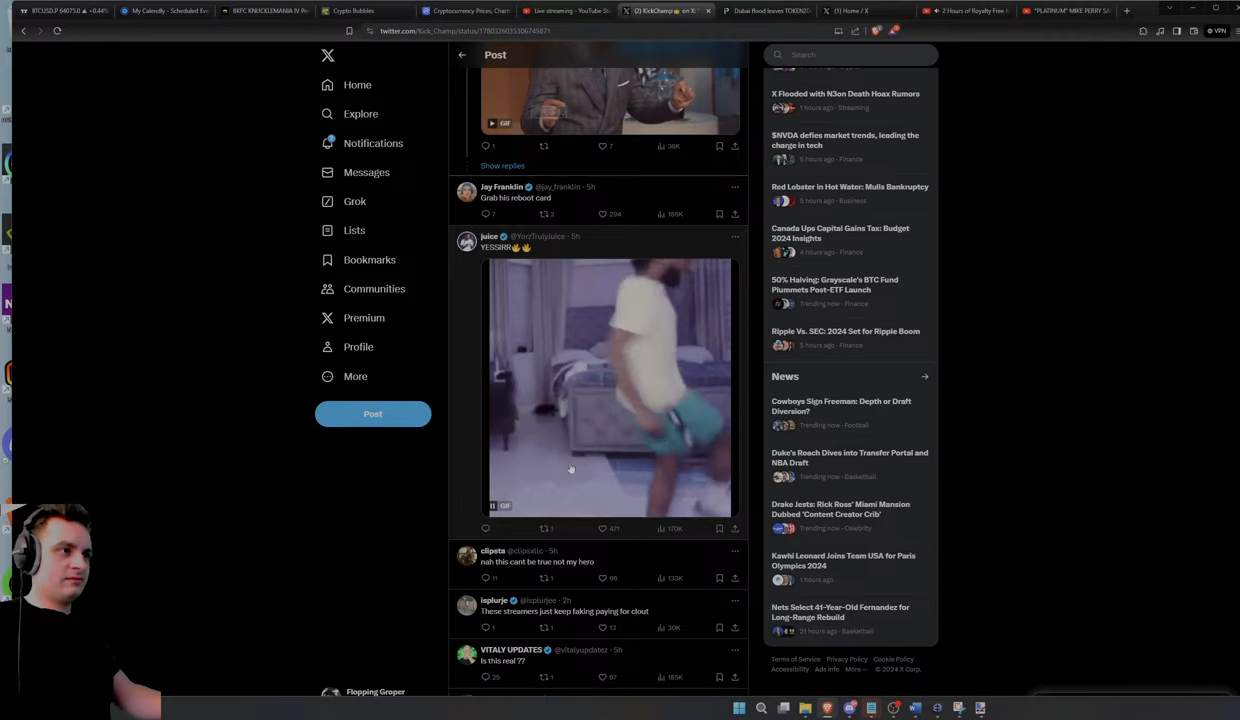 BTCUSD.P 64075.0 ▲ +0.44%
My Calendly - Scheduled Eve
BKFC KNUCKLEMANIA IV Pe
Crypto Bubbles
Cryptocurrency Prices, Chart
Live streaming - YouTube St
(2) KickChamp👑 on X:
Dubai flood leaves TOKEN20
(1) Home / X
2 Hours of Royalty Free
"PLATINUM" MIKE PERRY SA
twitter.com/Kick_Champ/status/1780326035306745871
VPN
Home
Explore
Notifications
Messages
Grok
Lists
Bookmarks
Communities
Premium
Profile
More
Post
Flopping Groper
Post
GIF
1
7
36K
Show replies
Jay Franklin @jay_franklin · 5h
Grab his reboot card
7
2
294
186K
juice @YorzTrulyJuice · 5h
YESSIRR
GIF
1
471
170K
clipsta @clipsxllc · 5h
nah this cant be true not my hero
11
1
66
133K
isplurje @isplurjee · 2h
These streamers just keep faking paying for clout
1
1
13
30K
VITALY UPDATES @vitalyupdatez · 5h
Is this real ??
25
1
67
185K
Search
X Flooded with N3on Death Hoax Rumors
1 hours ago · Streaming
$NVDA defies market trends, leading the
charge in tech
5 hours ago · Finance
Red Lobster in Hot Water: Mulls Bankruptcy
5 hours ago · Business
Canada Ups Capital Gains Tax: Budget
2024 Insights
4 hours ago · Finance
50% Halving: Grayscale's BTC Fund
Plummets Post-ETF Launch
Trending now · Finance
Ripple Vs. SEC: 2024 Set for Ripple Boom
5 hours ago · Finance
News
Cowboys Sign Freeman: Depth or Draft
Diversion?
Trending now · Football
Duke's Roach Dives into Transfer Portal and
NBA Draft
Trending now · Basketball
Drake Jests: Rick Ross' Miami Mansion
Dubbed 'Content Creator Crib'
Trending now · Celebrity
Kawhi Leonard Joins Team USA for Paris
Olympics 2024
1 hours ago
Nets Select 41-Year-Old Fernandez for
Long-Range Rebuild
21 hours ago · Basketball
Terms of Service Privacy Policy Cookie Policy
Accessibility Ads info More··· © 2024 X Corp.